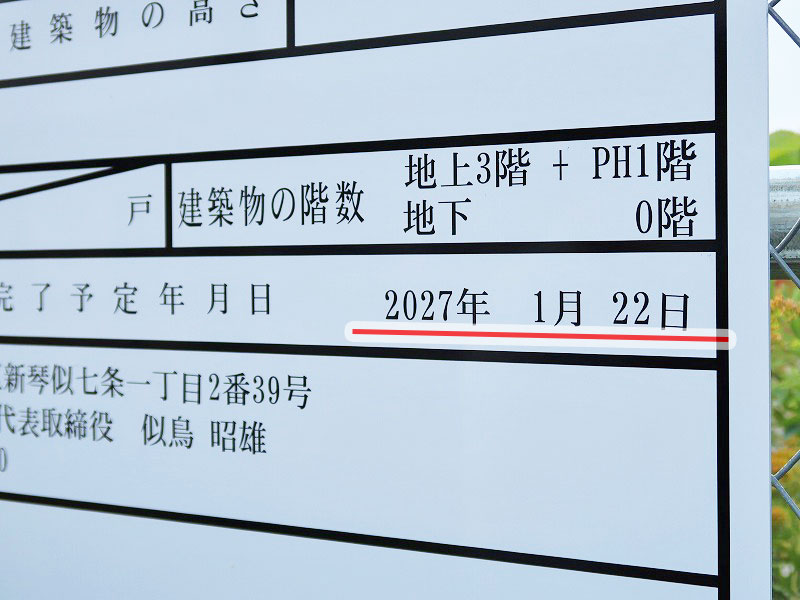 建築物の高さ
戸
建築物の階数
地上3階 + PH1階
地下 0階
完了予定年月日
2027年 1月 22日
新琴似七条一丁目2番39号
代表取締役 似鳥 昭雄
0